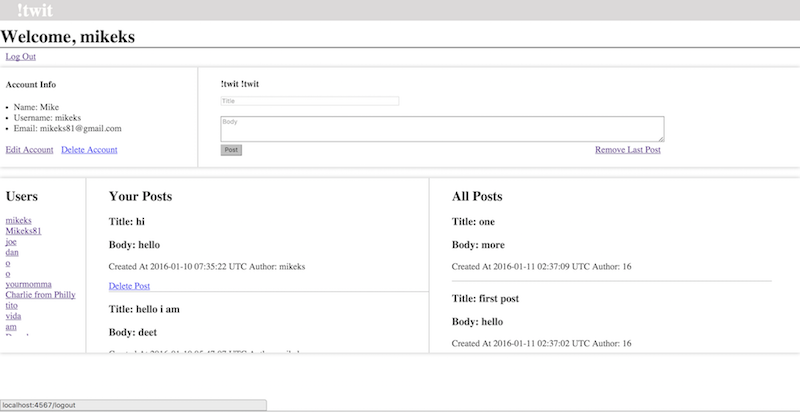 !twit
Welcome, mikeks
Log Out
Account Info
Name: Mike
Username: mikeks
Email: mikeks81@gmail.com
Edit Account Delete Account
!twit !twit
Title
Body
Post
Remove Last Post
Users
mikeks
Mikeks81
joe
dan
o
o
yourmomma
Charlie from Philly
tito
vida
am
Your Posts
Title: hi
Body: hello
Created At 2016-01-10 07:35:22 UTC Author: mikeks
Delete Post
Title: hello i am
Body: deet
Created At 2016-01-10
All Posts
Title: one
Body: more
Created At 2016-01-11 02:37:09 UTC Author: 16
Title: first post
Body: hello
Created At 2016-01-11 02:37:02 UTC Author: 16
localhost:4567/logout